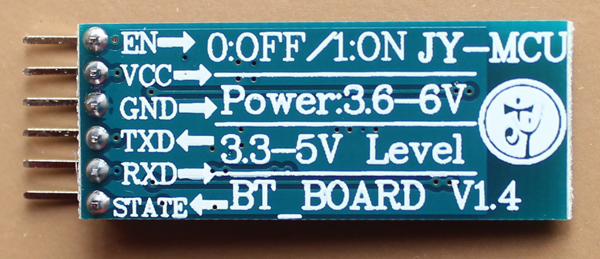 EN 0:OFF/1:ON JY-MCU
VCC
GND Power:3.6-6V
TXD 3.3-5V Level
RXD
STATE BT_BOARD V1.4